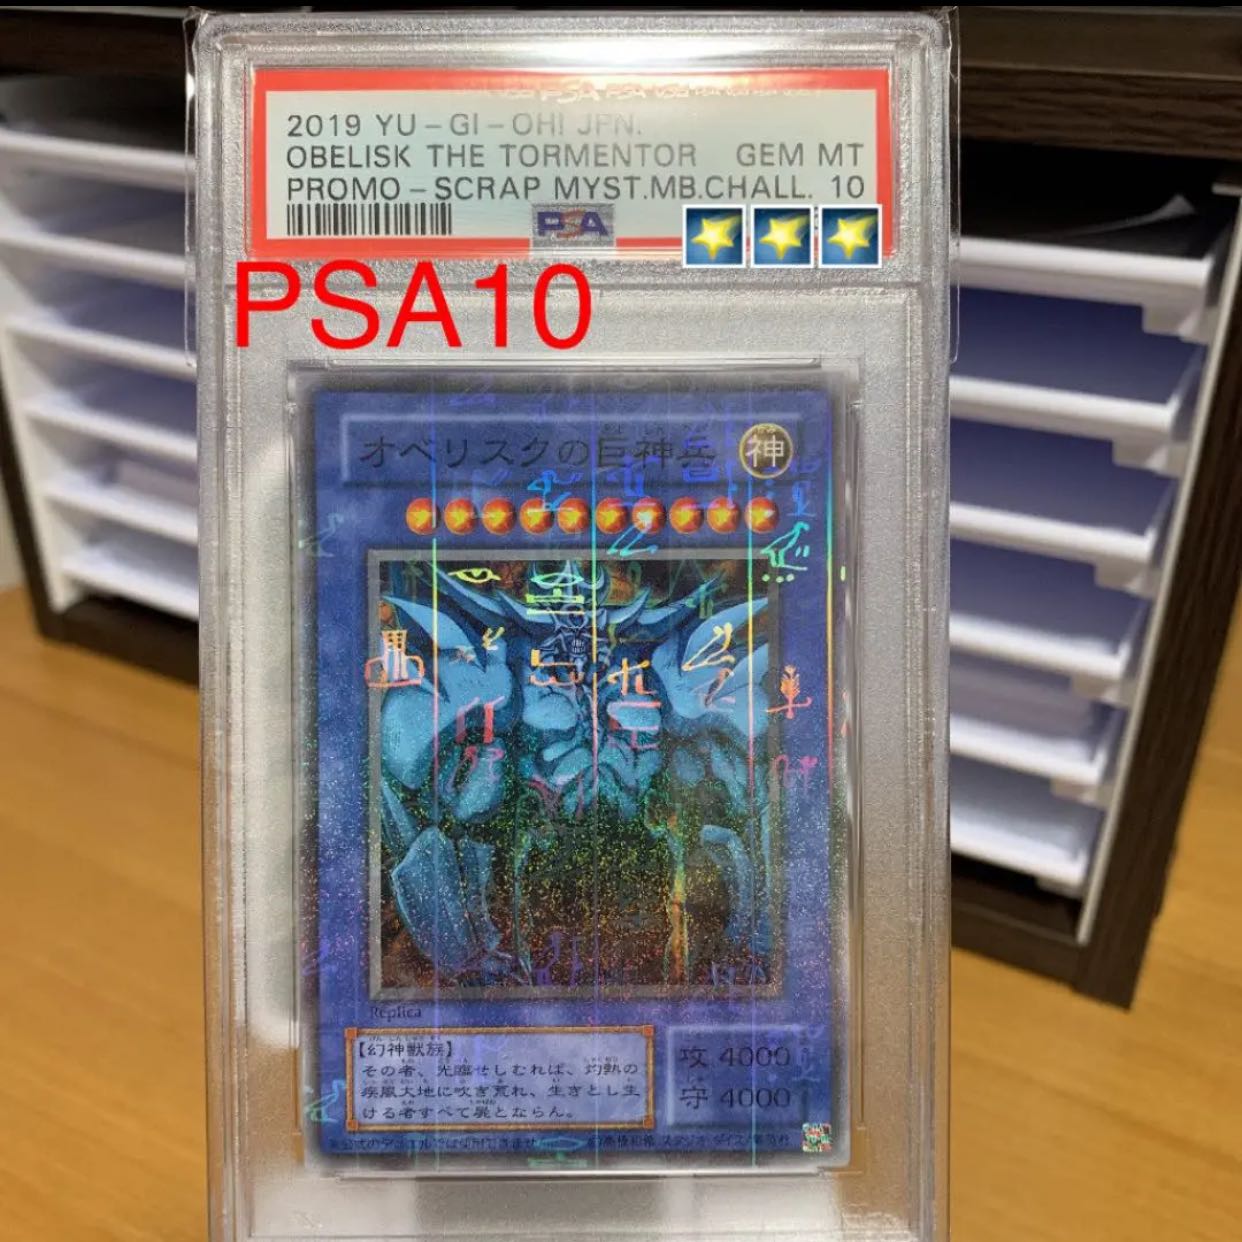 2019 YU-GI-OH! JPN.
OBELISK THE TORMENTOR GEM MT
PROMO-SCRAP MYST.MB.CHALL. 10
PSA
PSA10
オベリスクの巨神兵 神
Replica
【幻神獣族】
その者、光臨せしむれば、灼熱の
疾風大地に吹き荒れ、生きとし生
ける者すべて屍とならん。
攻 4000
守 4000